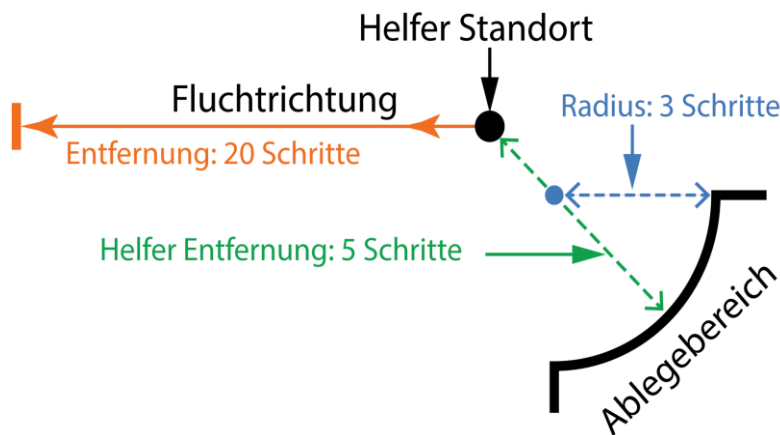 Helfer Standort
Fluchtrichtung
Radius: 3 Schritte
Entfernung: 20 Schritte
Helfer Entfernung: 5 Schritte
Ablegebereich